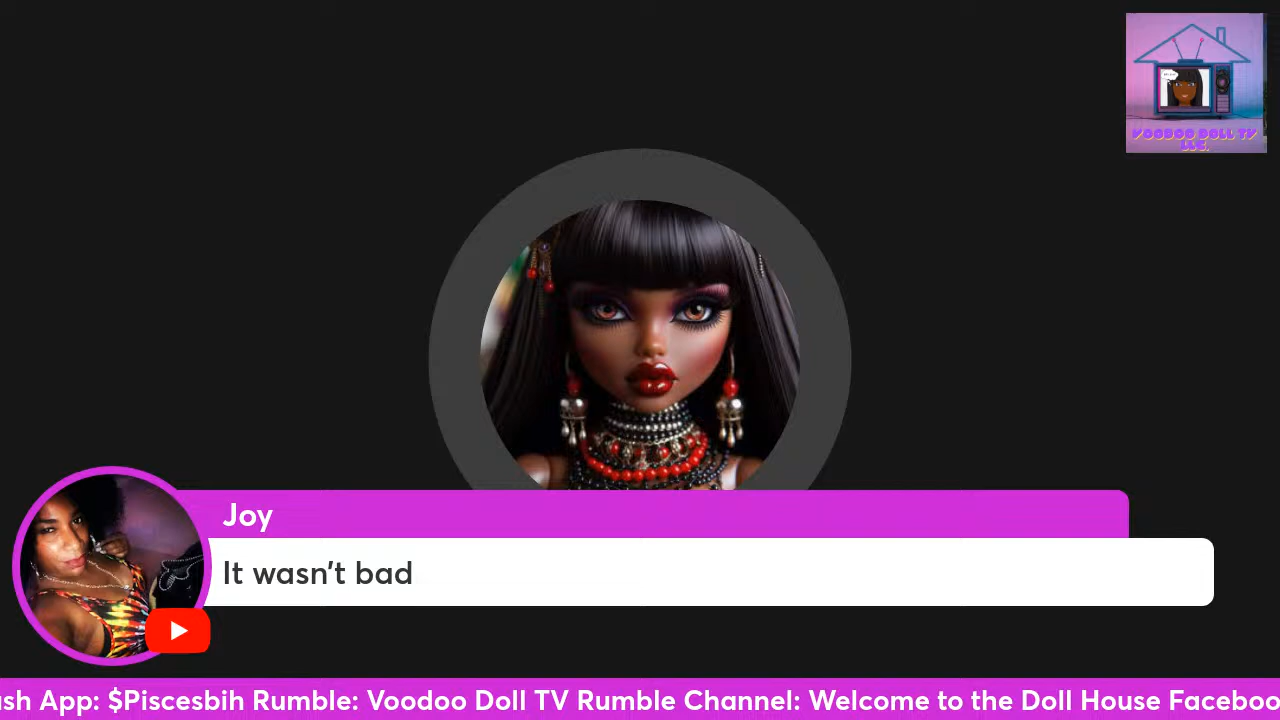 VOODOO DOLL TV
LLC.
Joy
It wasn't bad
ash App: $Piscesbih Rumble: Voodoo Doll TV Rumble Channel: Welcome to the Doll House Faceboo